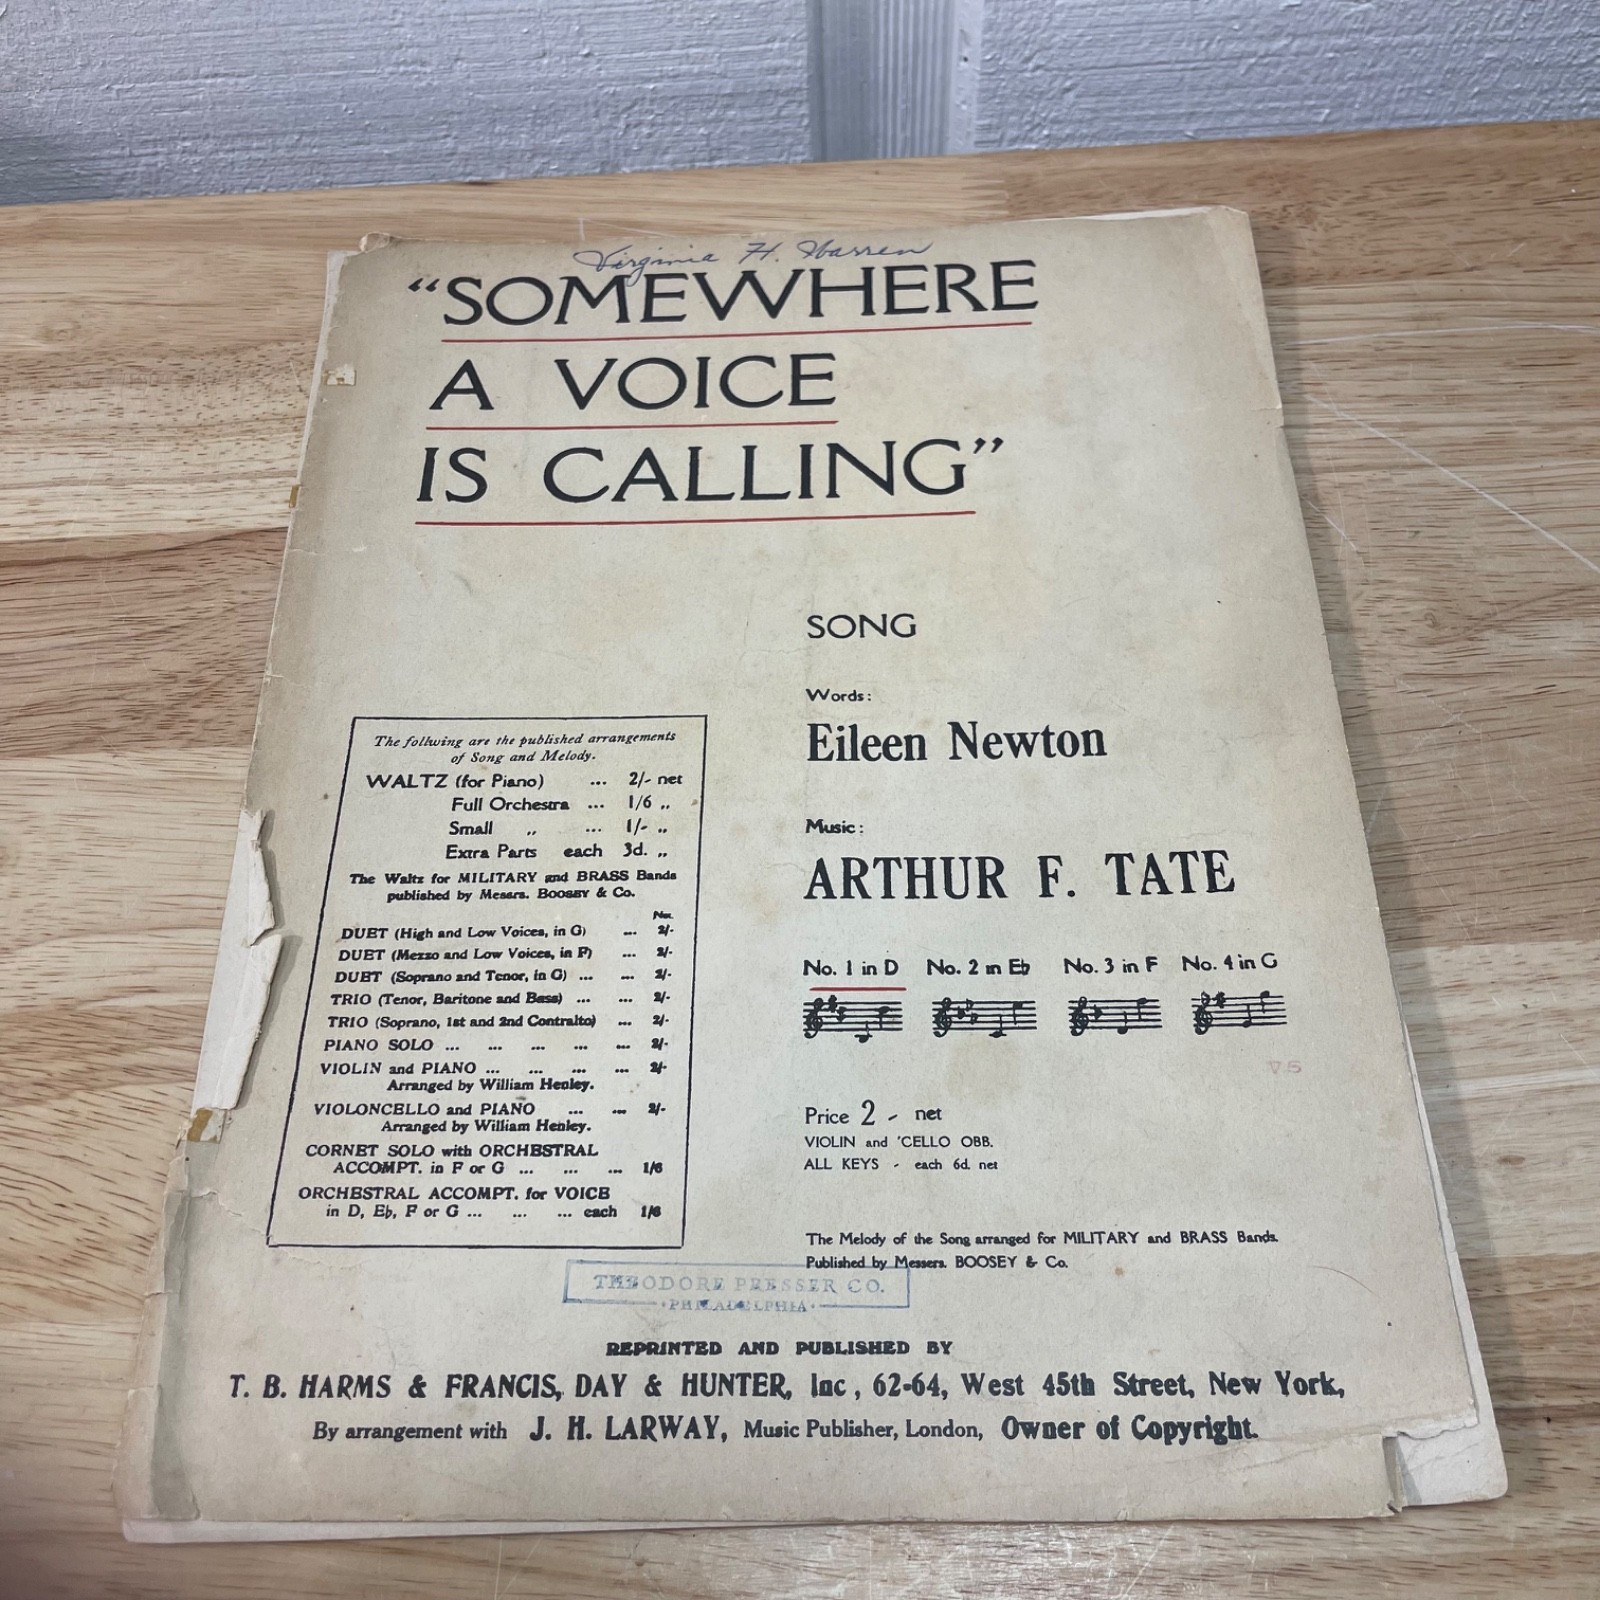 Virginia H. Warren
“SOMEWHERE
A VOICE
IS CALLING”
SONG
Words:
Eileen Newton
Music:
ARTHUR F. TATE
No. 1 in D No. 2 in E♭ No. 3 in F No. 4 in G
▽5
Price 2 - net
VIOLIN and 'CELLO OBB.
ALL KEYS - each 6d. net
The Melody of the Song arranged for MILITARY and BRASS Bands.
Published by Messers. BOOSEY & Co.
The follwing are the published arrangements
of Song and Melody.
WALTZ (for Piano) ... 2/- net
Full Orchestra ... 1/6 „
Small „ ... 1/- „
Extra Parts each 3d. „
The Waltz for MILITARY and BRASS Bands
published by Messrs. BOOSEY & Co.
Net.
DUET (High and Low Voices, in G) ... 2/-
DUET (Mezzo and Low Voices, in F) ... 2/-
DUET (Soprano and Tenor, in G) ... ... 2/-
TRIO (Tenor, Baritone and Bass) ... ... 2/-
TRIO (Soprano, 1st and 2nd Contralto) ... 2/-
PIANO SOLO ... ... ... ... ... 2/-
VIOLIN and PIANO ... ... ... ... 2/-
Arranged by William Henley.
VIOLONCELLO and PIANO ... ... 2/-
Arranged by William Henley.
CORNET SOLO with ORCHESTRAL
ACCOMPT. in F or G ... ... ... 1/6
ORCHESTRAL ACCOMPT. for VOICE
in D, E♭, F or G ... ... ... each 1/6
THEODORE PRESSER CO.
·PHILADELPHIA·
REPRINTED AND PUBLISHED BY
T. B. HARMS & FRANCIS, DAY & HUNTER, Inc, 62-64, West 45th Street, New York,
By arrangement with J. H. LARWAY, Music Publisher, London, Owner of Copyright.